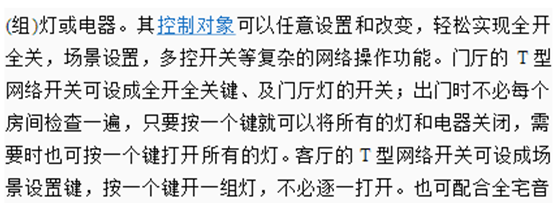 (组)灯或电器。其控制对象可以任意设置和改变，轻松实现全开
全关，场景设置，多控开关等复杂的网络操作功能。门厅的 T 型
网络开关可设成全开全关键、及门厅灯的开关；出门时不必每个
房间检查一遍，只要按一个键就可以将所有的灯和电器关闭，需
要时也可按一个键打开所有的灯。客厅的 T 型网络开关可设成场
景设置键，按一个键开一组灯，不必逐一打开。也可配合全宅音